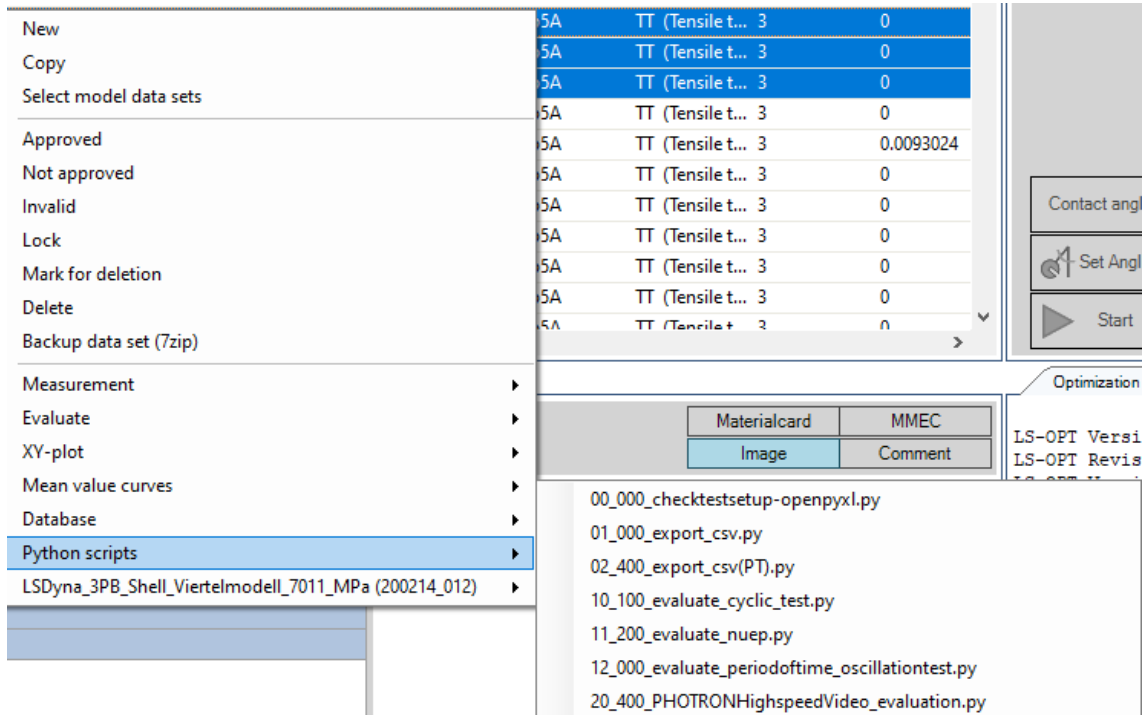 New
Copy
Select model data sets
Approved
Not approved
Invalid
Lock
Mark for deletion
Delete
Backup data set (7zip)
Measurement
Evaluate
XY-plot
Mean value curves
Database
Python scripts
LSDyna_3PB_Shell_Viertelmodell_7011_MPa (200214_012)
5A TT (Tensile t... 3 0
5A TT (Tensile t... 3 0
5A TT (Tensile t... 3 0
5A TT (Tensile t... 3 0
5A TT (Tensile t... 3 0.0093024
5A TT (Tensile t... 3 0
5A TT (Tensile t... 3 0
5A TT (Tensile t... 3 0
5A TT (Tensile t... 3 0
5A TT (Tensile t... 3 0
5A TT (Tensile t... 3 0
Contact angl
Set Angl
Start
Materialcard MMEC
Image Comment
Optimization
LS-OPT Versi
LS-OPT Revis
00_000_checktestsetup-openpyxl.py
01_000_export_csv.py
02_400_export_csv(PT).py
10_100_evaluate_cyclic_test.py
11_200_evaluate_nuep.py
12_000_evaluate_periodoftime_oscillationtest.py
20_400_PHOTRONHighspeedVideo_evaluation.py